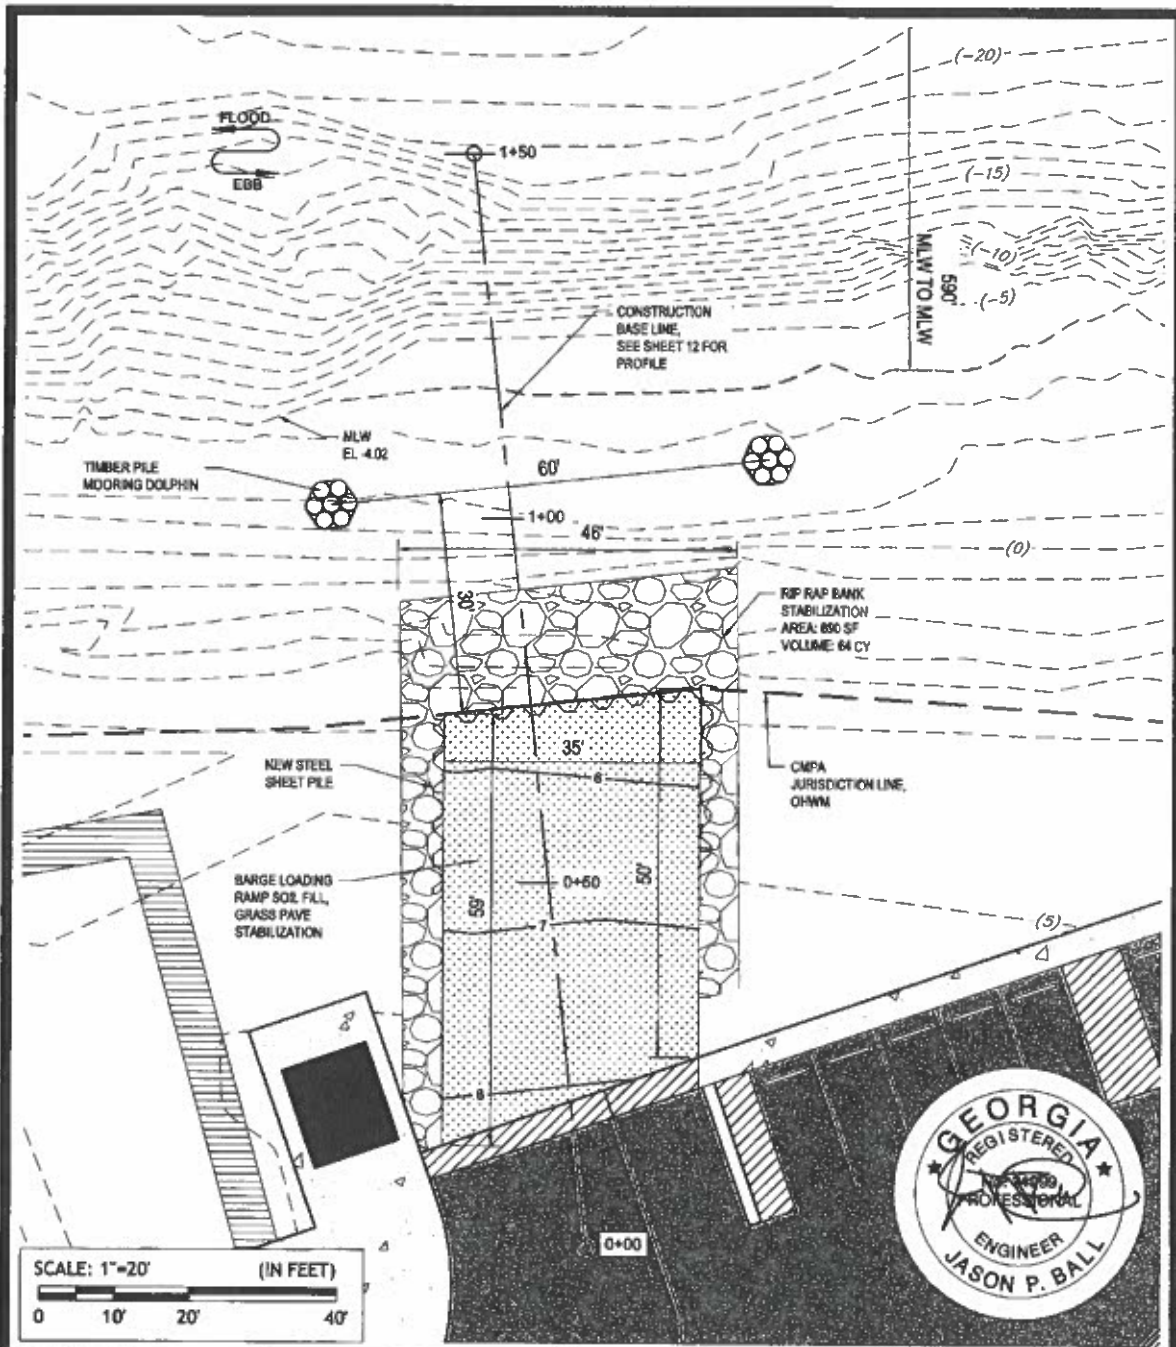 (-20)
FLOOD
EBB
1+50
(-15)
MLW TO MLW
590'
(-10)
(-5)
CONSTRUCTION
BASE LINE,
SEE SHEET 12 FOR
PROFILE
MLW
EL -4.02
TIMBER PILE
MOORING DOLPHIN
60'
1+00
46'
(0)
30'
RIP RAP BANK
STABILIZATION
AREA: 690 SF
VOLUME: 64 CY
35'
NEW STEEL
SHEET PILE
6
CMPA
JURISDICTION LINE,
OHWM
BARGE LOADING
RAMP SOIL FILL,
GRASS PAVE
STABILIZATION
0+50
50'
59'
7
(5)
8
GEORGIA
REGISTERED
PROFESSIONAL
ENGINEER
JASON P. BALL
0+00
SCALE: 1"=20' (IN FEET)
0 10' 20' 40'